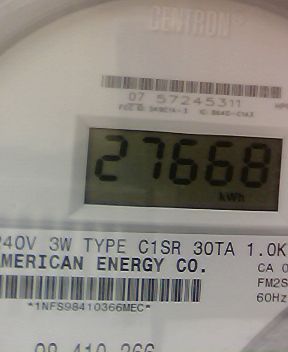 CENTRON®
07 57245311
27668
kWh
240V 3W TYPE C1SR 30TA 1.0K
AMERICAN ENERGY CO.
CA 0
FM2S
60Hz
*1NFS98410366MEC*